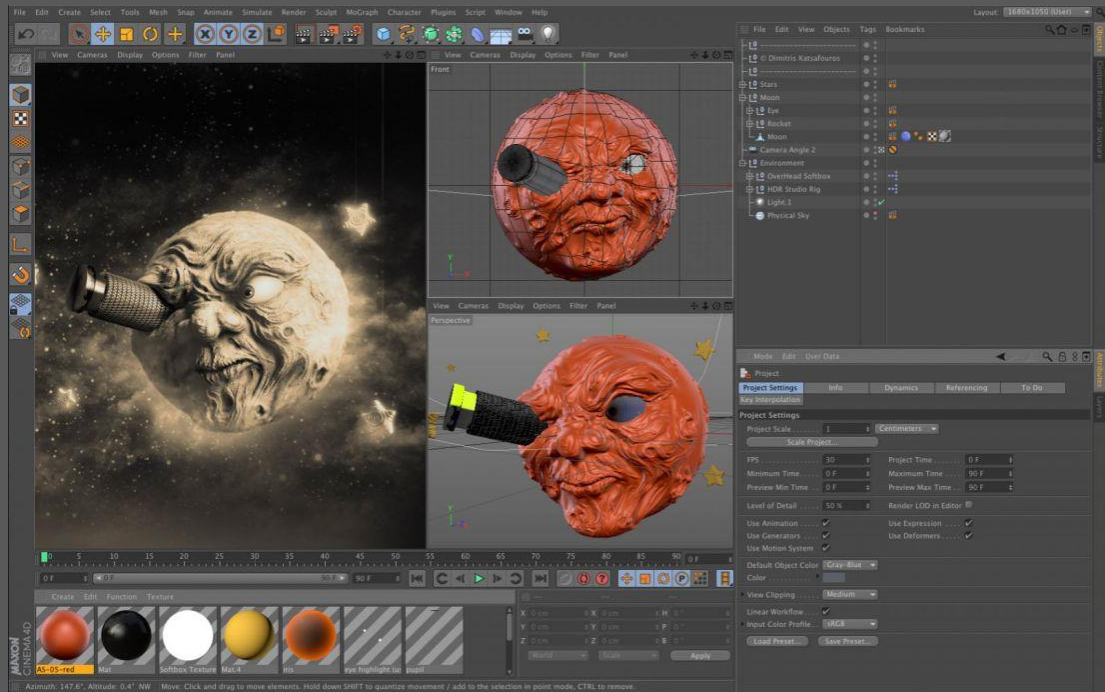 File Edit Create Select Tools Mesh Snap Animate Simulate Render Sculpt MoGraph Character Plugins Script Window Help
Layout: 1680x1050 (User)
X Y Z
View Cameras Display Options Filter Panel
View Cameras Display Options Filter Panel
Front
Y
X
View Cameras Display Options Filter Panel
Perspective
Y
Z
File Edit View Objects Tags Bookmarks
© Dimitris Katsafouros
Stars
Moon
Eye
Rocket
Moon
Camera Angle 2
Environment
OverHead Softbox
HDR Studio Rig
Light.1
Physical Sky
Objects
Content Browser
Structure
Mode Edit User Data
Project
Project Settings Info Dynamics Referencing To Do
Key Interpolation
Project Settings
Project Scale 1 Centimeters
Scale Project...
FPS 30 Project Time 0 F
Minimum Time 0 F Maximum Time 90 F
Preview Min Time 0 F Preview Max Time 90 F
Level of Detail 50 % Render LOD in Editor
Use Animation Use Expression
Use Generators Use Deformers
Use Motion System
Default Object Color Gray-Blue
Color
View Clipping Medium
Linear Workflow
Input Color Profile sRGB
Load Preset... Save Preset...
Attributes
Layers
0 5 10 15 20 25 30 35 40 45 50 55 60 65 70 75 80 85 90 0 F
0 F 0 F 90 F 90 F
P
Create Edit Function Texture
AS-05-red Mat Softbox Texture Mat.4 iris eye highlight pupil
X 0 cm X 0 cm H 0 °
Y 0 cm Y 0 cm P 0 °
Z 0 cm Z 0 cm B 0 °
World Scale Apply
MAXON
CINEMA4D
Azimuth: 147.6°, Altitude: 0.4° NW Move: Click and drag to move elements. Hold down SHIFT to quantize movement / add to the selection in point mode, CTRL to remove.